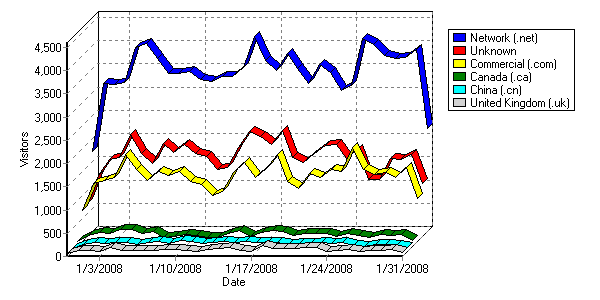 4,500
4,000
3,500
3,000
2,500
2,000
1,500
1,000
500
0
Visitors
1/3/2008 1/10/2008 1/17/2008 1/24/2008 1/31/2008
Date
Network (.net)
Unknown
Commercial (.com)
Canada (.ca)
China (.cn)
United Kingdom (.uk)